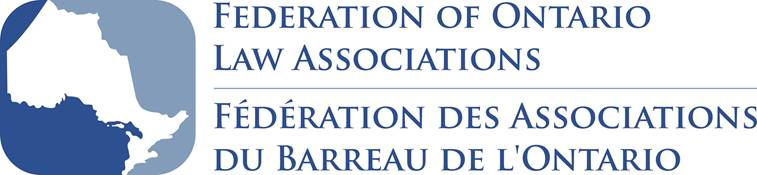 Federation of Ontario
Law Associations
Fédération des Associations
du Barreau de l'Ontario